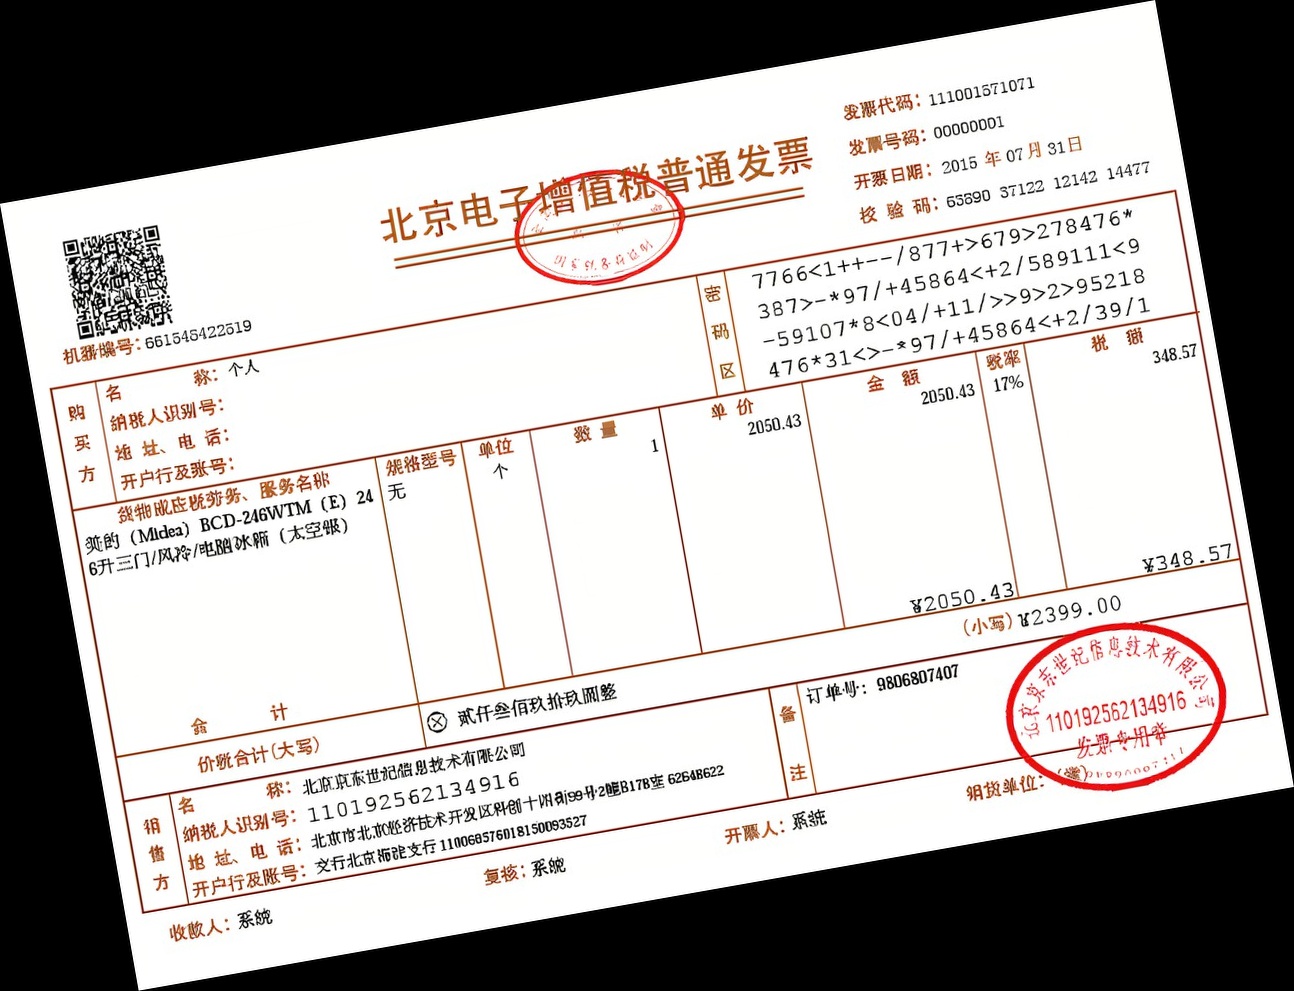 北京电子增值税普通发票
发票代码：111001571071
发票号码：00000001
开票日期：2015 年 07 月 31 日
校 验 码：65890 37122 12142 14477
机器编号：661545422519
购买方
名 称：个人
纳税人识别号：
地 址、电 话：
开户行及账号：
密码区
7766<1++--/877+>679>278476*
387>-*97/+45864<+2/589111<9
-59107*8<04/+11/>>9>2>95218
476*31<>-*97/+45864<+2/39/1
货物或应税劳务、服务名称 规格型号 单位 数 量 单 价 金 额 税率 税 额
美的（Midea）BCD-246WTM（E）24 无 个 1 2050.43 2050.43 17% 348.57
6升三门/风冷/电脑冰箱（太空银）
合 计 ¥2050.43 ¥348.57
价税合计(大写) ⊗ 贰仟叁佰玖拾玖圆整 (小写) ¥2399.00
销售方
名 称：北京京东世纪信息技术有限公司
纳税人识别号：110192562134916
地 址、电 话：北京市北京经济技术开发区科创十四街99号2幢B17B室 62648622
开户行及账号：交行北京海淀支行 110060576018150093527
备注
订单号：9806807407
北京京东世纪信息技术有限公司
110192562134916
发票专用章
收款人：系统 复核：系统 开票人：系统 销货单位：(章)